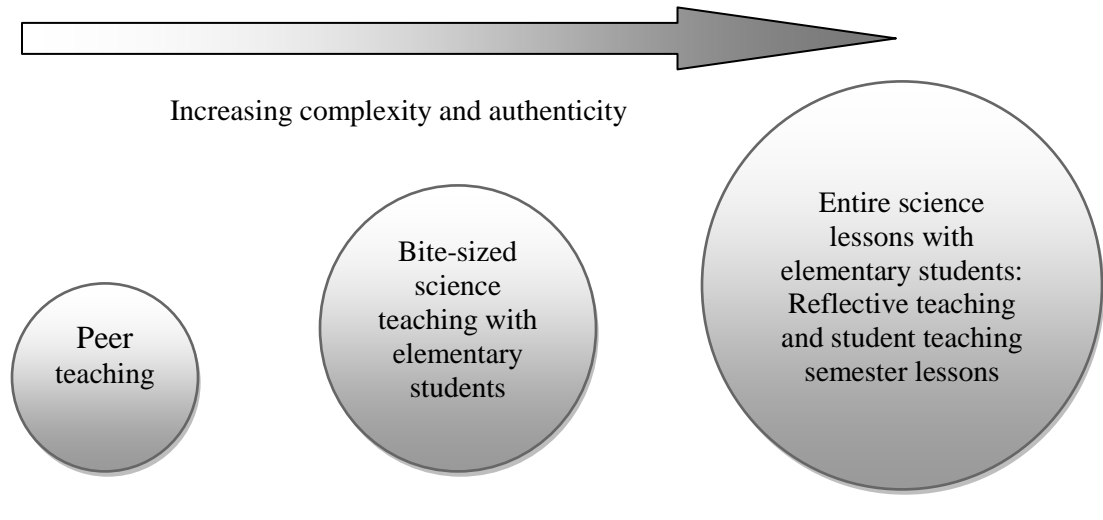 Increasing complexity and authenticity
Peer
teaching
Bite-sized
science
teaching with
elementary
students
Entire science
lessons with
elementary students:
Reflective teaching
and student teaching
semester lessons